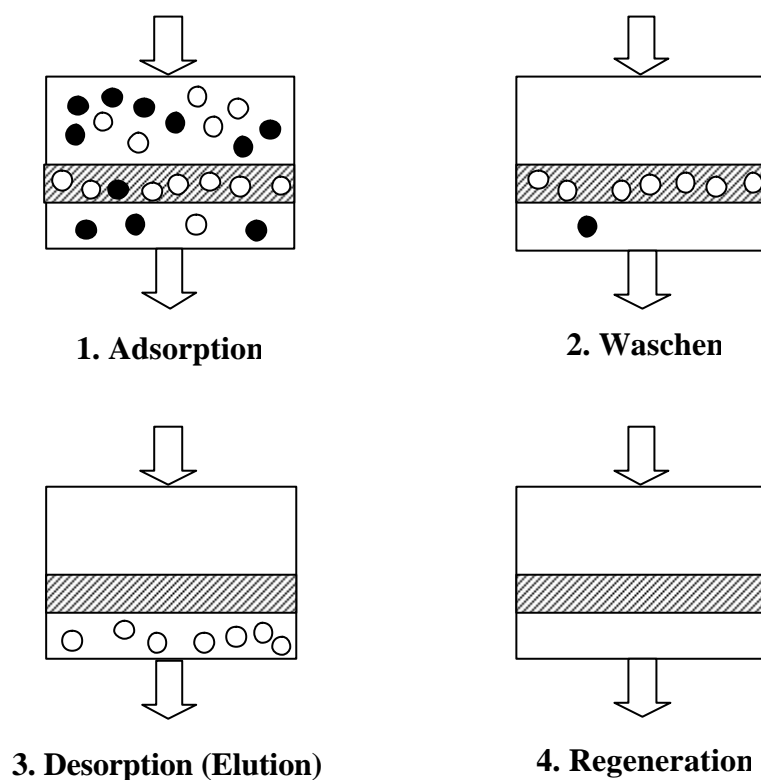 1. Adsorption
2. Waschen
3. Desorption (Elution)
4. Regeneration